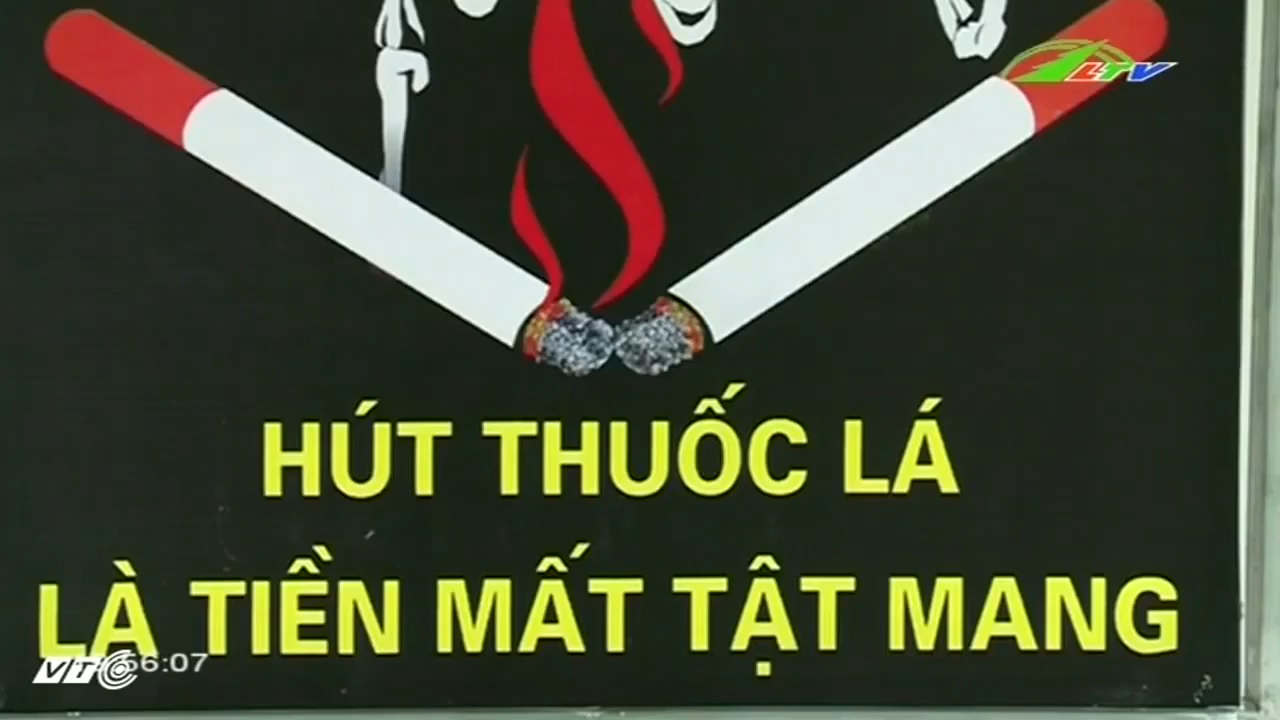 LTV
HÚT THUỐC LÁ
LÀ TIỀN MẤT TẬT MANG
VTC
56:07